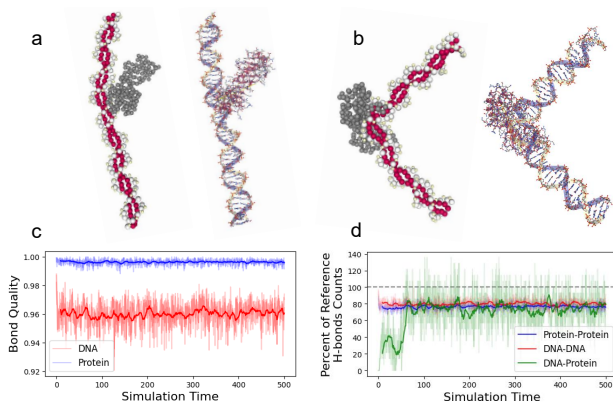 a
b
c
d
1.00
0.98
0.96
0.94
0.92
Bond Quality
DNA
Protein
0
100
200
300
400
500
Simulation Time
140
120
100
80
60
40
20
0
Percent of Reference
H-bonds Counts
Protein-Protein
DNA-DNA
DNA-Protein
0
100
200
300
400
500
Simulation Time